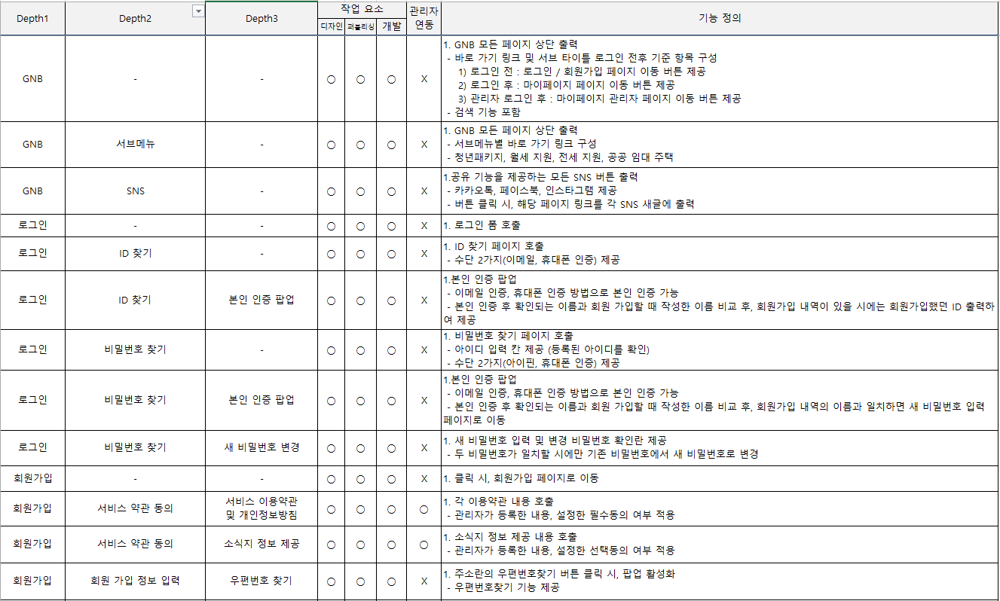 Depth1 Depth2 Depth3 작업 요소 관리자 연동 기능 정의
디자인 퍼블리싱 개발
GNB - - ○ ○ ○ X
1. GNB 모든 페이지 상단 출력
- 바로 가기 링크 및 서브 타이틀 로그인 전후 기준 항목 구성
1) 로그인 전 : 로그인 / 회원가입 페이지 이동 버튼 제공
2) 로그인 후 : 마이페이지 페이지 이동 버튼 제공
3) 관리자 로그인 후 : 마이페이지 관리자 페이지 이동 버튼 제공
- 검색 기능 포함
GNB 서브메뉴 - ○ ○ ○ X
1. GNB 모든 페이지 상단 출력
- 서브메뉴별 바로 가기 링크 구성
- 청년패키지, 월세 지원, 전세 지원, 공공 임대 주택
GNB SNS - ○ ○ ○ X
1.공유 기능을 제공하는 모든 SNS 버튼 출력
- 카카오톡, 페이스북, 인스타그램 제공
- 버튼 클릭 시, 해당 페이지 링크를 각 SNS 새글에 출력
로그인 - - ○ ○ ○ X
1. 로그인 폼 호출
로그인 ID 찾기 - ○ ○ ○ X
1. ID 찾기 페이지 호출
- 수단 2가지(이메일, 휴대폰 인증) 제공
로그인 ID 찾기 본인 인증 팝업 ○ ○ ○ X
1.본인 인증 팝업
- 이메일 인증, 휴대폰 인증 방법으로 본인 인증 가능
- 본인 인증 후 확인되는 이름과 회원 가입할 때 작성한 이름 비교 후, 회원가입 내역이 있을 시에는 회원가입했던 ID 출력하
여 제공
로그인 비밀번호 찾기 - ○ ○ ○ X
1. 비밀번호 찾기 페이지 호출
- 아이디 입력 칸 제공 (등록된 아이디를 확인)
- 수단 2가지(아이핀, 휴대폰 인증) 제공
로그인 비밀번호 찾기 본인 인증 팝업 ○ ○ ○ X
1.본인 인증 팝업
- 이메일 인증, 휴대폰 인증 방법으로 본인 인증 가능
- 본인 인증 후 확인되는 이름과 회원 가입할 때 작성한 이름 비교 후, 회원가입 내역의 이름과 일치하면 새 비밀번호 입력
페이지로 이동
로그인 비밀번호 찾기 새 비밀번호 변경 ○ ○ ○ X
1. 새 비밀번호 입력 및 변경 비밀번호 확인란 제공
- 두 비밀번호가 일치할 시에만 기존 비밀번호에서 새 비밀번호로 변경
회원가입 - - ○ ○ ○ X
1. 클릭 시, 회원가입 페이지로 이동
회원가입 서비스 약관 동의 서비스 이용약관
및 개인정보방침 ○ ○ ○ ○
1. 각 이용약관 내용 호출
- 관리자가 등록한 내용, 설정한 필수동의 여부 적용
회원가입 서비스 약관 동의 소식지 정보 제공 ○ ○ ○ ○
1. 소식지 정보 제공 내용 호출
- 관리자가 등록한 내용, 설정한 선택동의 여부 적용
회원가입 회원 가입 정보 입력 우편번호 찾기 ○ ○ ○ X
1. 주소란의 우편번호찾기 버튼 클릭 시, 팝업 활성화
- 우편번호찾기 기능 제공